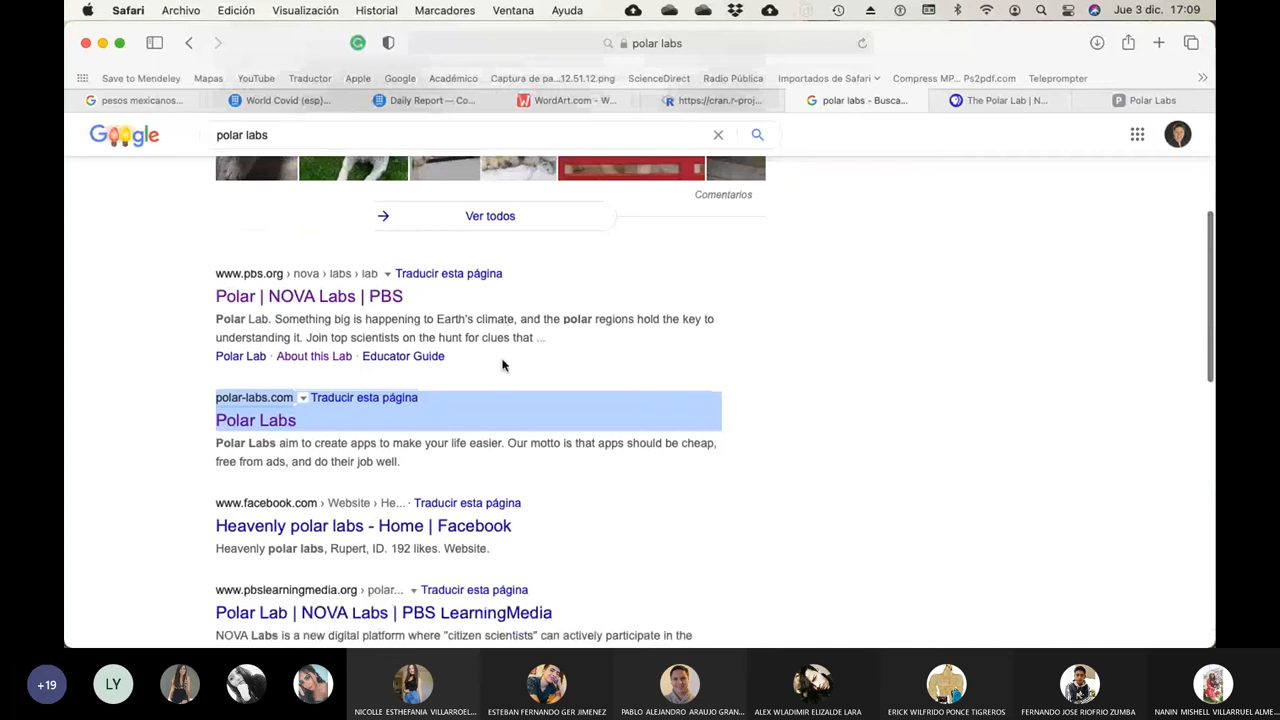 Safari Archivo Edición Visualización Historial Marcadores Ventana Ayuda Jue 3 dic. 17:09
polar labs
Save to Mendeley Mapas YouTube Traductor Apple Google Académico Captura de pa....12.51.12.png ScienceDirect Radio Pública Importados de Safari Compress MP... Ps2pdf.com Teleprompter
pesos mexicanos... World Covid (esp)... Daily Report — Co... WordArt.com - W... https://cran.r-proj... polar labs - Busca... The Polar Lab | N... Polar Labs
Google polar labs
Comentarios
Ver todos
www.pbs.org › nova › labs › lab Traducir esta página
Polar | NOVA Labs | PBS
Polar Lab. Something big is happening to Earth's climate, and the polar regions hold the key to
understanding it. Join top scientists on the hunt for clues that ...
Polar Lab · About this Lab · Educator Guide
polar-labs.com Traducir esta página
Polar Labs
Polar Labs aim to create apps to make your life easier. Our motto is that apps should be cheap,
free from ads, and do their job well.
www.facebook.com › Website › He... · Traducir esta página
Heavenly polar labs - Home | Facebook
Heavenly polar labs, Rupert, ID. 192 likes. Website.
www.pbslearningmedia.org › polar... Traducir esta página
Polar Lab | NOVA Labs | PBS LearningMedia
NOVA Labs is a new digital platform where "citizen scientists" can actively participate in the
+19 LY
NICOLLE ESTHEFANIA VILLARROEL... ESTEBAN FERNANDO GER JIMENEZ PABLO ALEJANDRO ARAUJO GRAN... ALEX WLADIMIR ELIZALDE LARA ERICK WILFRIDO PONCE TIGREROS FERNANDO JOSE RIOFRIO ZUMBA NANIN MISHEL VILLARRUEL ALME...